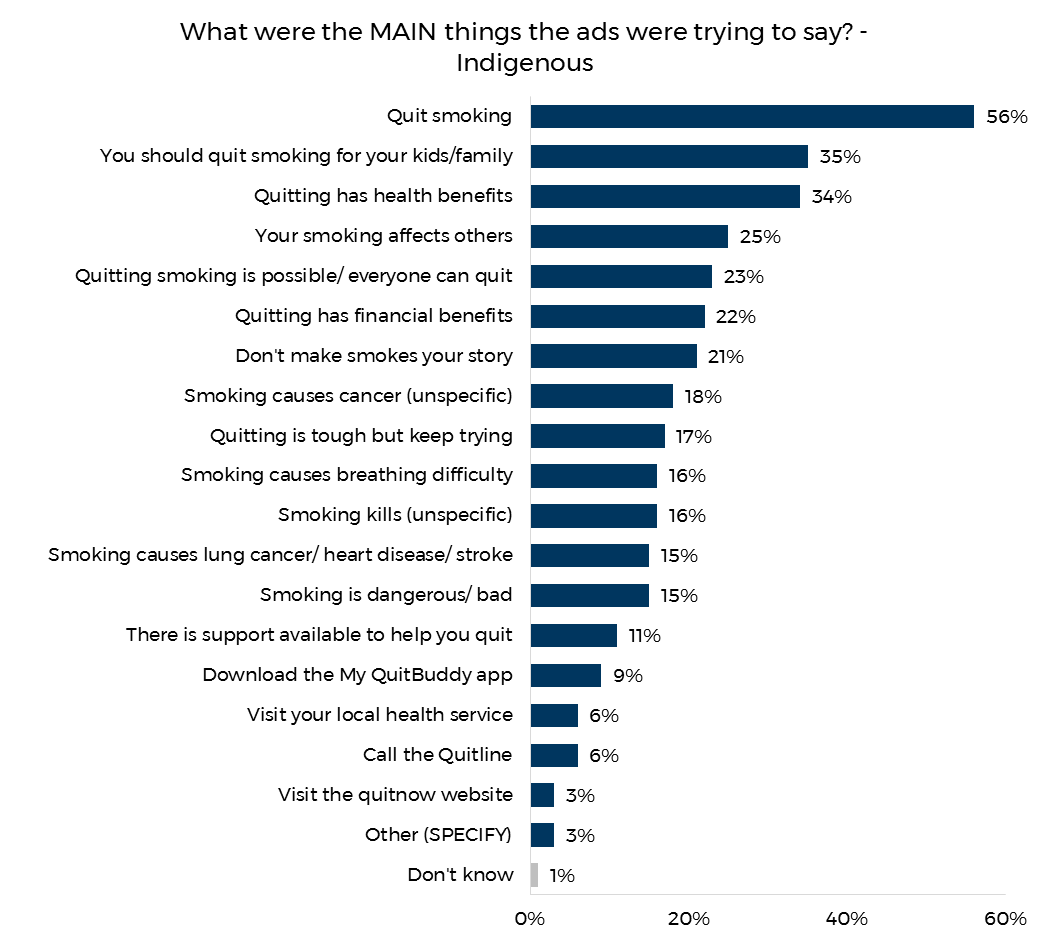 What were the MAIN things the ads were trying to say? -
Indigenous
Quit smoking 56%
You should quit smoking for your kids/family 35%
Quitting has health benefits 34%
Your smoking affects others 25%
Quitting smoking is possible/ everyone can quit 23%
Quitting has financial benefits 22%
Don't make smokes your story 21%
Smoking causes cancer (unspecific) 18%
Quitting is tough but keep trying 17%
Smoking causes breathing difficulty 16%
Smoking kills (unspecific) 16%
Smoking causes lung cancer/ heart disease/ stroke 15%
Smoking is dangerous/ bad 15%
There is support available to help you quit 11%
Download the My QuitBuddy app 9%
Visit your local health service 6%
Call the Quitline 6%
Visit the quitnow website 3%
Other (SPECIFY) 3%
Don't know 1%
0% 20% 40% 60%